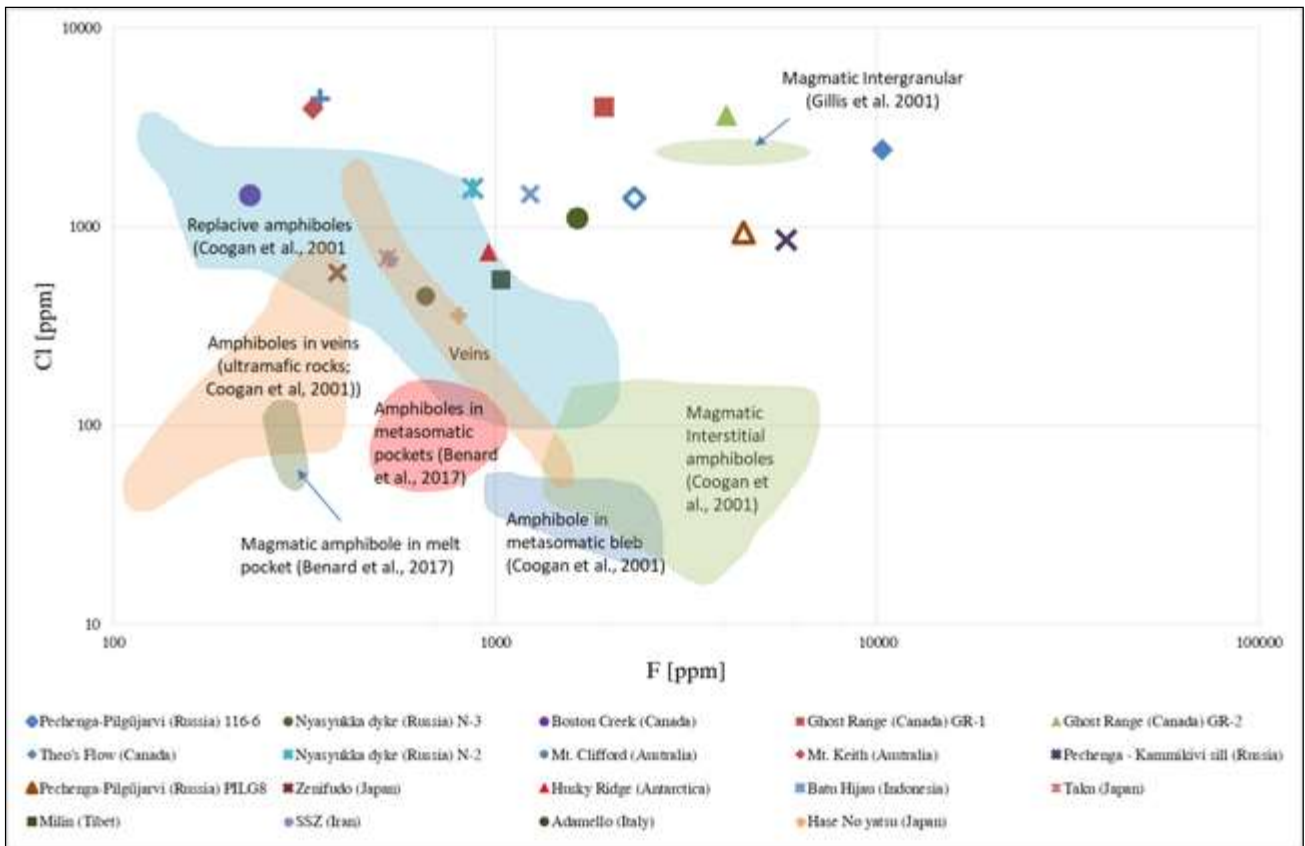 10000
Magmatic Intergranular
(Gillis et al. 2001)
1000
Replacive amphiboles
(Coogan et al., 2001
Cl [ppm]
Amphiboles in veins
(ultramafic rocks;
Coogan et al, 2001))
Veins
Amphiboles in
metasomatic
pockets (Benard
et al., 2017)
Magmatic
Interstitial
amphiboles
(Coogan et
al., 2001)
100
Magmatic amphibole in melt
pocket (Benard et al., 2017)
Amphibole in
metasomatic bleb
(Coogan et al., 2001)
10
100 1000 10000 100000
F [ppm]
Pechenga-Pilgüjarvi (Russia) 116-6 Nyasyukka dyke (Russia) N-3 Boston Creek (Canada) Ghost Range (Canada) GR-1 Ghost Range (Canada) GR-2
Theo's Flow (Canada) Nyasyukka dyke (Russia) N-2 Mt. Clifford (Australia) Mt. Keith (Australia) Pechenga - Kammikivi sill (Russia)
Pechenga-Pilgüjarvi (Russia) PILG8 Zenifudo (Japan) Husky Ridge (Antarctica) Batu Hijau (Indonesia) Taku (Japan)
Milin (Tibet) SSZ (Iran) Adamello (Italy) Hase No yatsu (Japan)